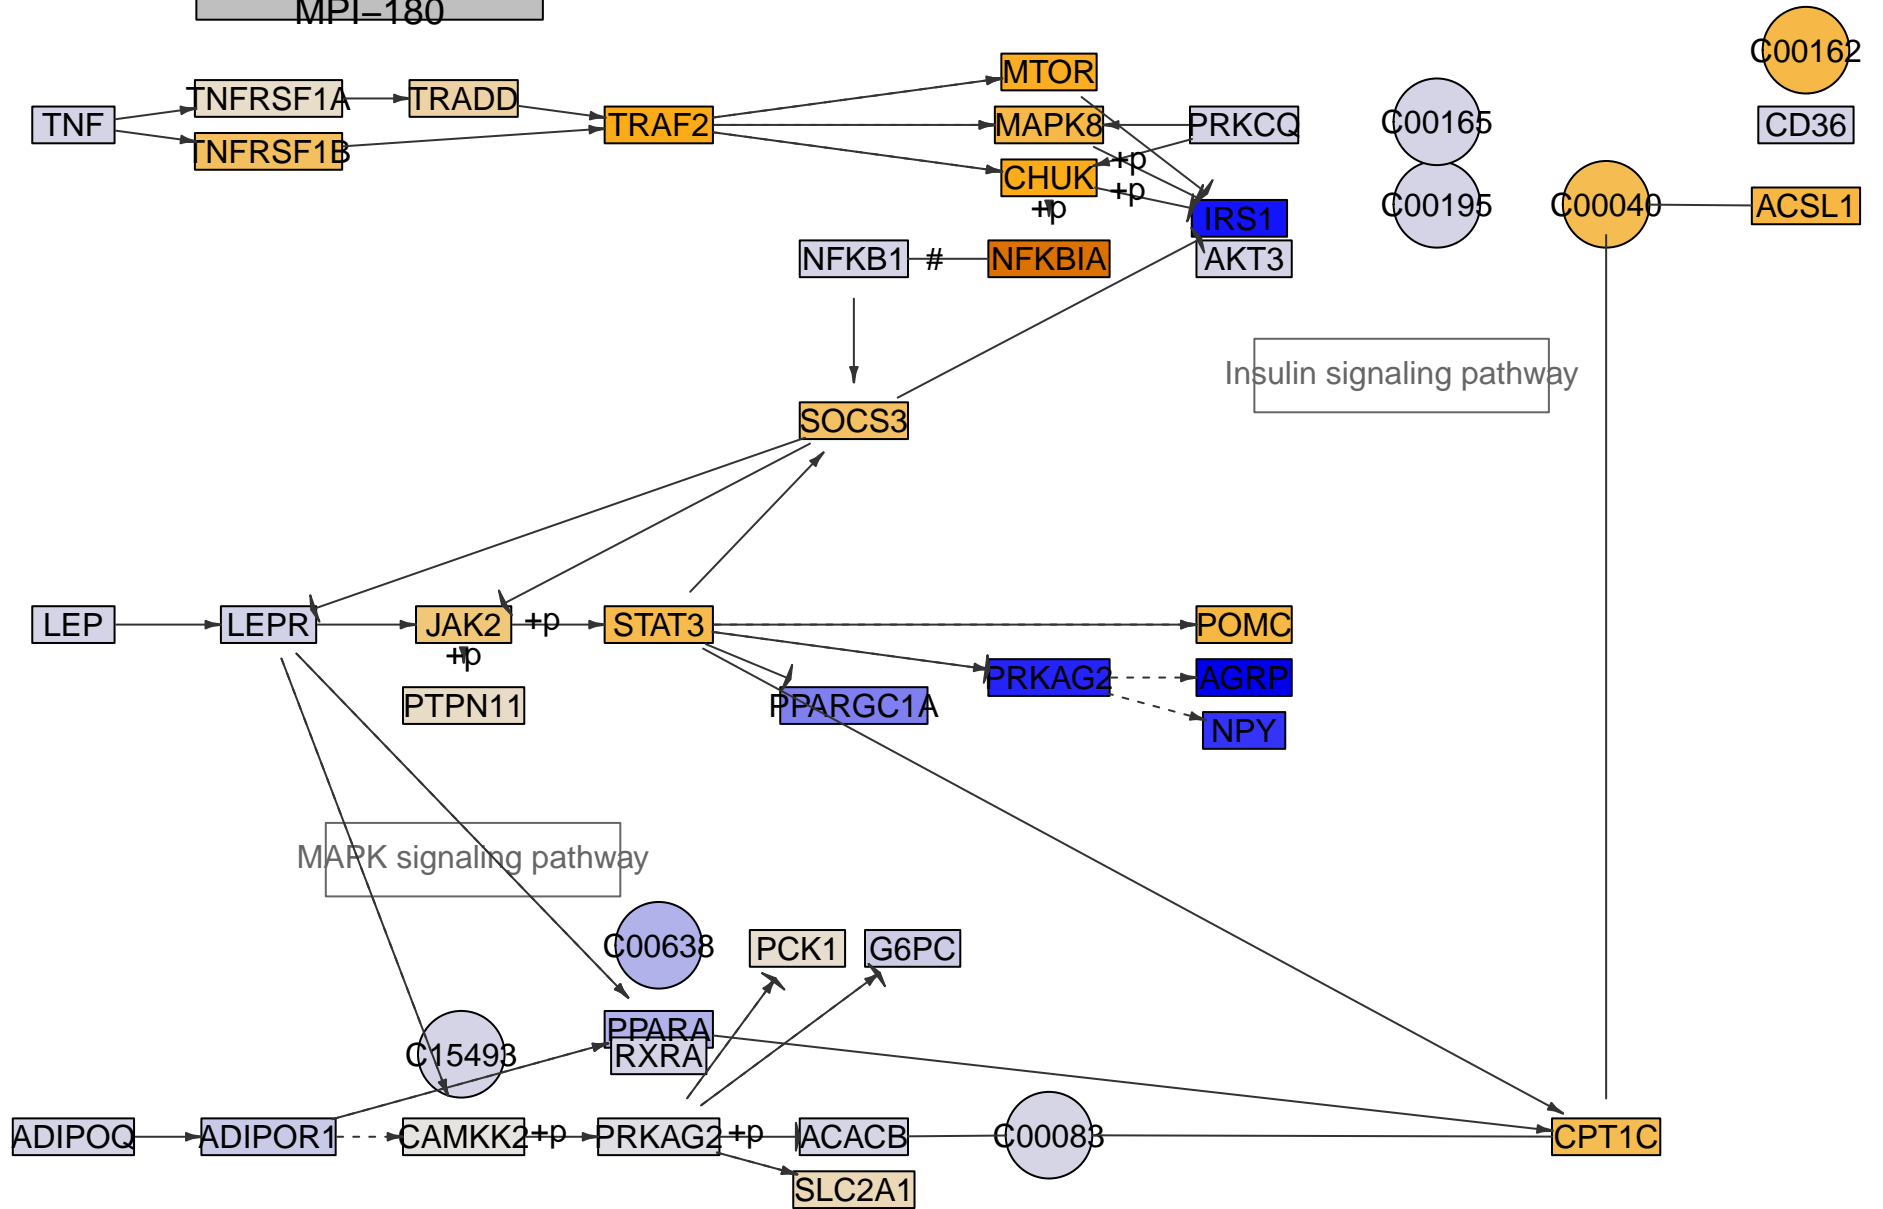 MPI−180
C00162
TNF
TNFRSF1A
TRADD
TNFRSF1B
TRAF2
MTOR
MAPK8
PRKCQ
CHUK
+p
+p
+p
IRS1
C00165
C00195
C00040
CD36
ACSL1
NFKB1
#
NFKBIA
AKT3
Insulin signaling pathway
SOCS3
LEP
LEPR
JAK2
+p
STAT3
POMC
+p
PTPN11
PPARGC1A
PRKAG2
AGRP
NPY
MAPK signaling pathway
C00638
PCK1
G6PC
C15493
PPARA
RXRA
ADIPOQ
ADIPOR1
CAMKK2
+p
PRKAG2
+p
ACACB
C00083
CPT1C
SLC2A1